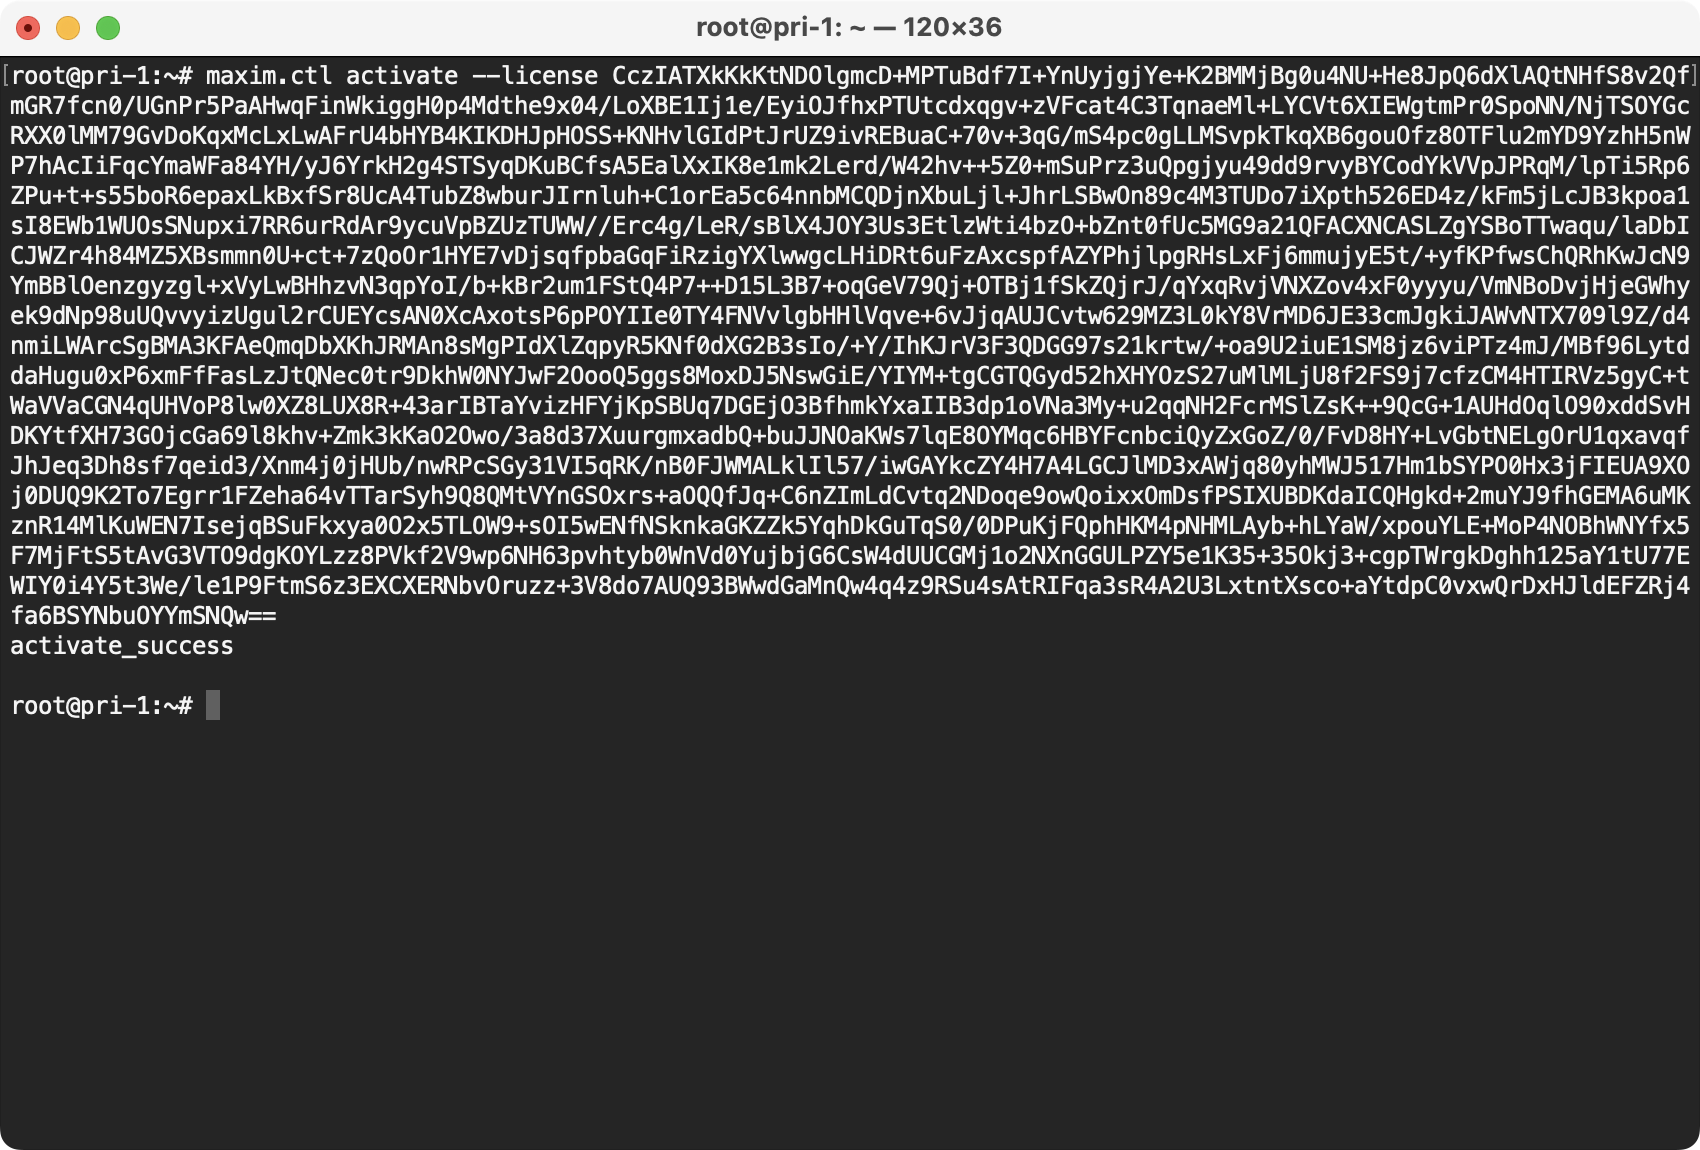 root@pri-1: ~ — 120×36
[root@pri-1:~# maxim.ctl activate --license CczIATXkKkKtNDOlgmcD+MPTuBdf7I+YnUyjgjYe+K2BMMjBg0u4NU+He8JpQ6dXlAQtNHfS8v2Qf]
mGR7fcn0/UGnPr5PaAHwqFinWkiggH0p4Mdthe9x04/LoXBE1Ij1e/EyiOJfhxPTUtcdxqgv+zVFcat4C3TqnaeMl+LYCVt6XIEWgtmPr0SpoNN/NjTSOYGc
RXX0lMM79GvDoKqxMcLxLwAFrU4bHYB4KIKDHJpHOSS+KNHvlGIdPtJrUZ9ivREBuaC+70v+3qG/mS4pc0gLLMSvpkTkqXB6gouOfz8OTFlu2mYD9YzhH5nW
P7hAcIiFqcYmaWFa84YH/yJ6YrkH2g4STSyqDKuBCfsA5EalXxIK8e1mk2Lerd/W42hv++5Z0+mSuPrz3uQpgjyu49dd9rvyBYCodYkVVpJPRqM/lpTi5Rp6
ZPu+t+s55boR6epaxLkBxfSr8UcA4TubZ8wburJIrnluh+C1orEa5c64nnbMCQDjnXbuLjl+JhrLSBwOn89c4M3TUDo7iXpth526ED4z/kFm5jLcJB3kpoa1
sI8EWb1WUOsSNupxi7RR6urRdAr9ycuVpBZUzTUWW//Erc4g/LeR/sBlX4JOY3Us3EtlzWti4bzO+bZnt0fUc5MG9a21QFACXNCASLZgYSBoTTwaqu/laDbI
CJWZr4h84MZ5XBsmmn0U+ct+7zQoOr1HYE7vDjsqfpbaGqFiRzigYXlwwgcLHiDRt6uFzAxcspfAZYPhjlpgRHsLxFj6mmujyE5t/+yfKPfwsChQRhKwJcN9
YmBBlOenzgyzgl+xVyLwBHhzvN3qpYoI/b+kBr2um1FStQ4P7++D15L3B7+oqGeV79Qj+OTBj1fSkZQjrJ/qYxqRvjVNXZov4xF0yyyu/VmNBoDvjHjeGWhy
ek9dNp98uUQvvyizUgul2rCUEYcsAN0XcAxotsP6pPOYIIe0TY4FNVvlgbHHlVqve+6vJjqAUJCvtw629MZ3L0kY8VrMD6JE33cmJgkiJAWvNTX709l9Z/d4
nmiLWArcSgBMA3KFAeQmqDbXKhJRMAn8sMgPIdXlZqpyR5KNf0dXG2B3sIo/+Y/IhKJrV3F3QDGG97s21krtw/+oa9U2iuE1SM8jz6viPTz4mJ/MBf96Lytd
daHugu0xP6xmFfFasLzJtQNec0tr9DkhW0NYJwF2OooQ5ggs8MoxDJ5NswGiE/YIYM+tgCGTQGyd52hXHYOzS27uMlMLjU8f2FS9j7cfzCM4HTIRVz5gyC+t
WaVVaCGN4qUHVoP8lw0XZ8LUX8R+43arIBTaYvizHFYjKpSBUq7DGEjO3BfhmkYxaIIB3dp1oVNa3My+u2qqNH2FcrMSlZsK++9QcG+1AUHdOqlO90xddSvH
DKYtfXH73GOjcGa69l8khv+Zmk3kKaO2Owo/3a8d37XuurgmxadbQ+buJJNOaKWs7lqE8OYMqc6HBYFcnbciQyZxGoZ/0/FvD8HY+LvGbtNELgOrU1qxavqf
JhJeq3Dh8sf7qeid3/Xnm4j0jHUb/nwRPcSGy31VI5qRK/nB0FJWMALklIl57/iwGAYkcZY4H7A4LGCJlMD3xAWjq80yhMWJ517Hm1bSYPO0Hx3jFIEUA9XO
j0DUQ9K2To7Egrr1FZeha64vTTarSyh9Q8QMtVYnGSOxrs+aOQQfJq+C6nZImLdCvtq2NDoqe9owQoixxOmDsfPSIXUBDKdaICQHgkd+2muYJ9fhGEMA6uMK
znR14MlKuWEN7IsejqBSuFkxya0O2x5TLOW9+sOI5wENfNSknkaGKZZk5YqhDkGuTqS0/0DPuKjFQphHKM4pNHMLAyb+hLYaW/xpouYLE+MoP4NOBhWNYfx5
F7MjFtS5tAvG3VTO9dgKOYLzz8PVkf2V9wp6NH63pvhtyb0WnVd0YujbjG6CsW4dUUCGMj1o2NXnGGULPZY5e1K35+35Okj3+cgpTWrgkDghh125aY1tU77E
WIY0i4Y5t3We/le1P9FtmS6z3EXCXERNbvOruzz+3V8do7AUQ93BWwdGaMnQw4q4z9RSu4sAtRIFqa3sR4A2U3LxtntXsco+aYtdpC0vxwQrDxHJldEFZRj4
fa6BSYNbuOYYmSNQw==
activate_success
root@pri-1:~#